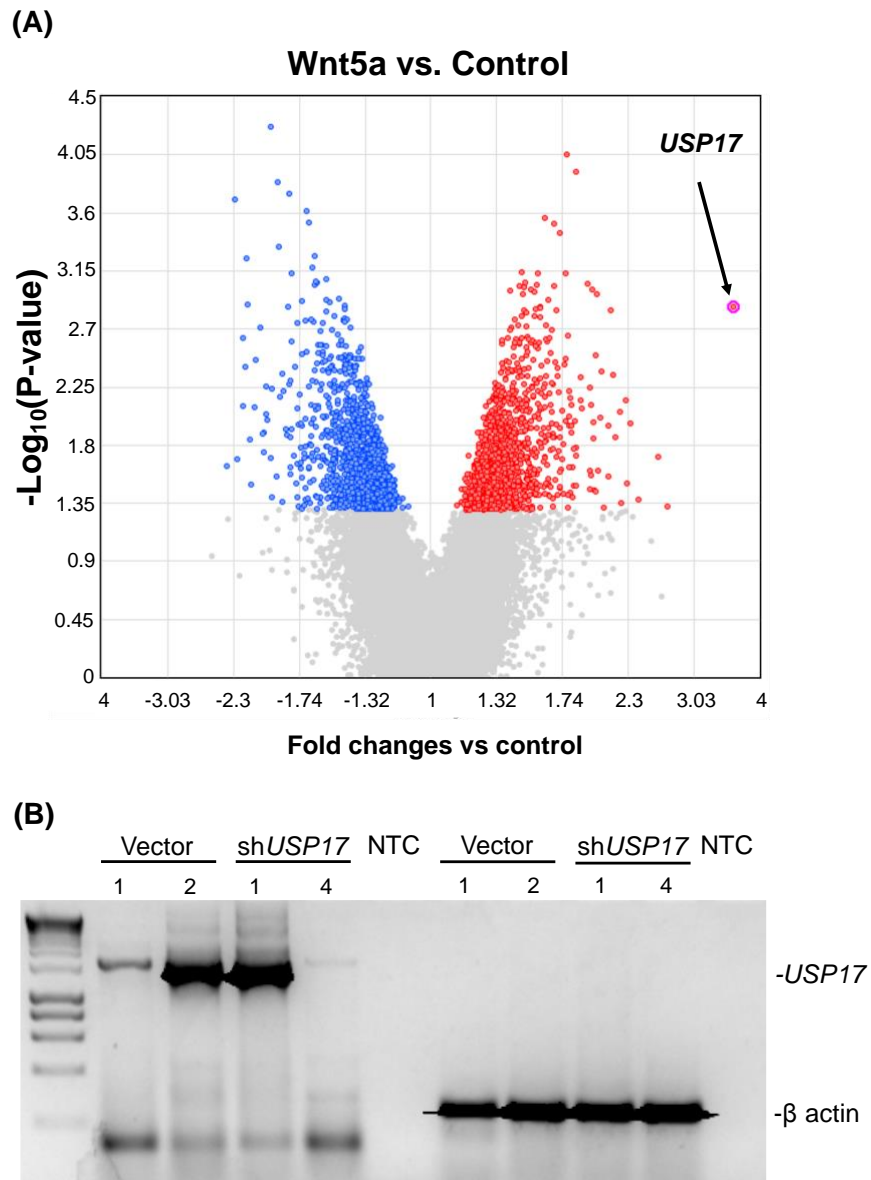 (A)
Wnt5a vs. Control
4.5
4.05
3.6
3.15
2.7
2.25
1.8
1.35
0.9
0.45
0
-Log₁₀(P-value)
USP17
4 -3.03 -2.3 -1.74 -1.32 1 1.32 1.74 2.3 3.03 4
Fold changes vs control
(B)
Vector shUSP17 NTC Vector shUSP17 NTC
1 2 1 4 1 2 1 4
-USP17
-β actin